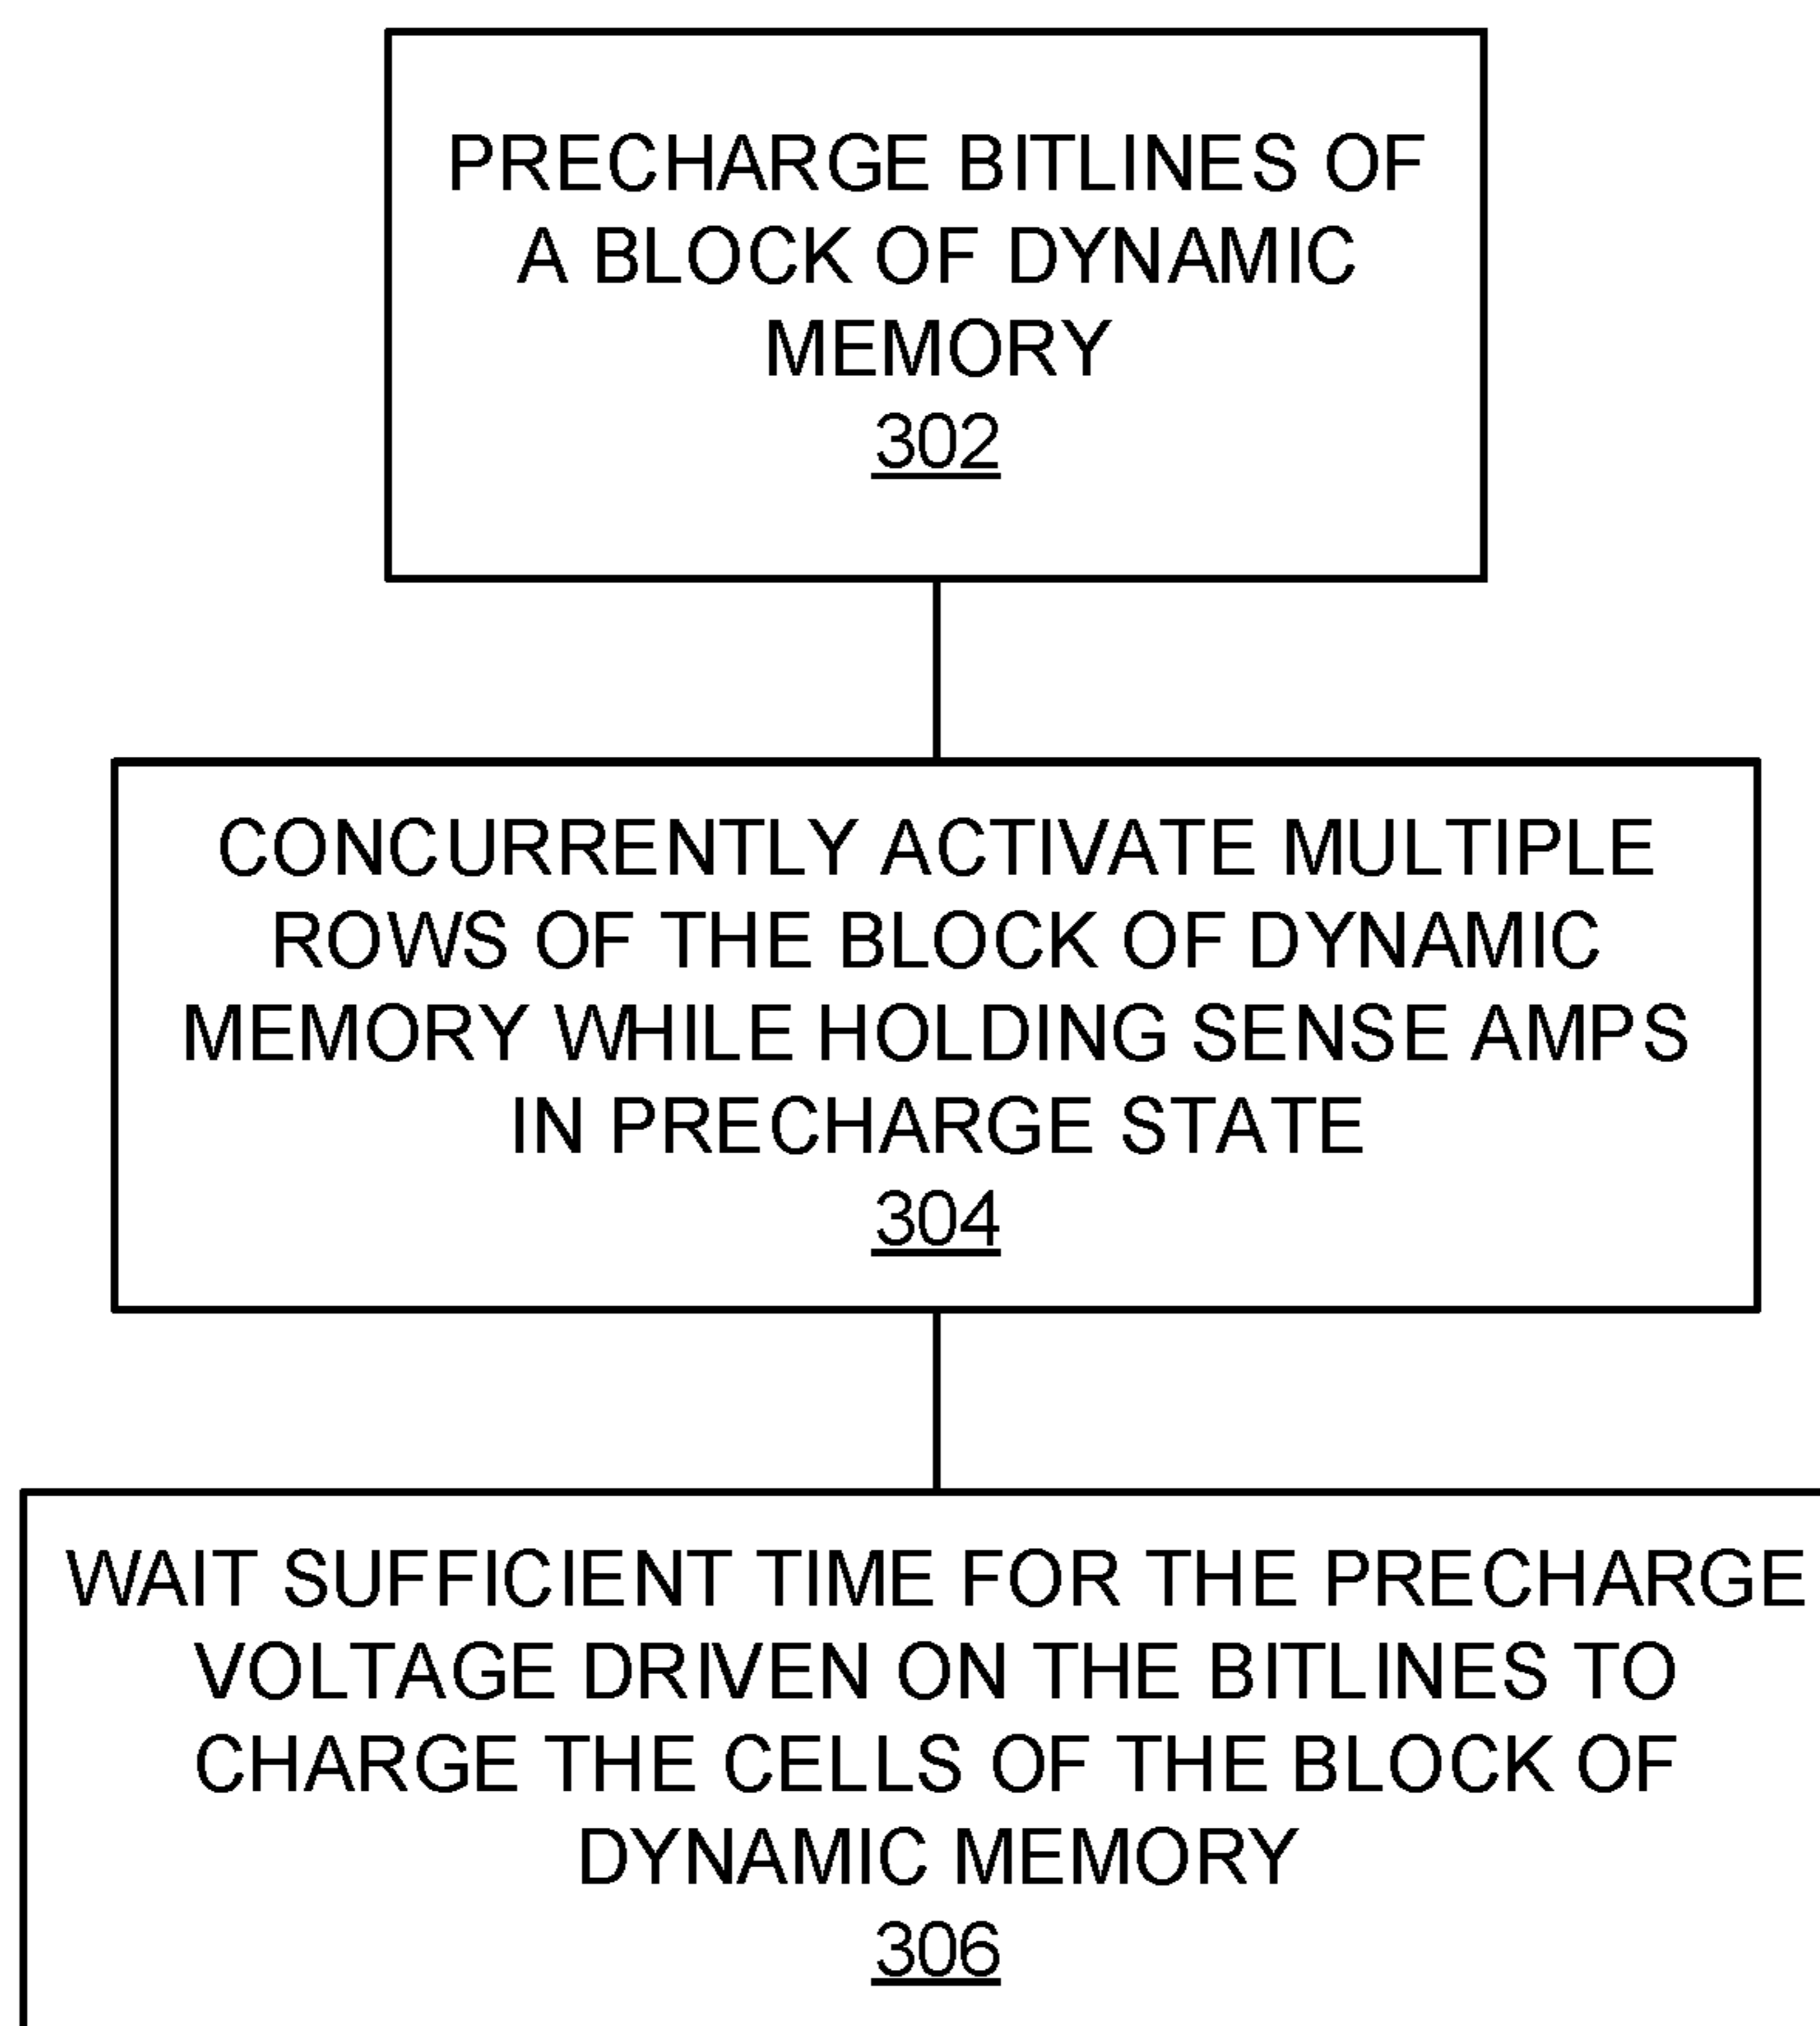 PRECHARGE BITLINES OF
A BLOCK OF DYNAMIC
MEMORY
302
CONCURRENTLY ACTIVATE MULTIPLE
ROWS OF THE BLOCK OF DYNAMIC
MEMORY WHILE HOLDING SENSE AMPS
IN PRECHARGE STATE
304
WAIT SUFFICIENT TIME FOR THE PRECHARGE
VOLTAGE DRIVEN ON THE BITLINES TO
CHARGE THE CELLS OF THE BLOCK OF
DYNAMIC MEMORY
306